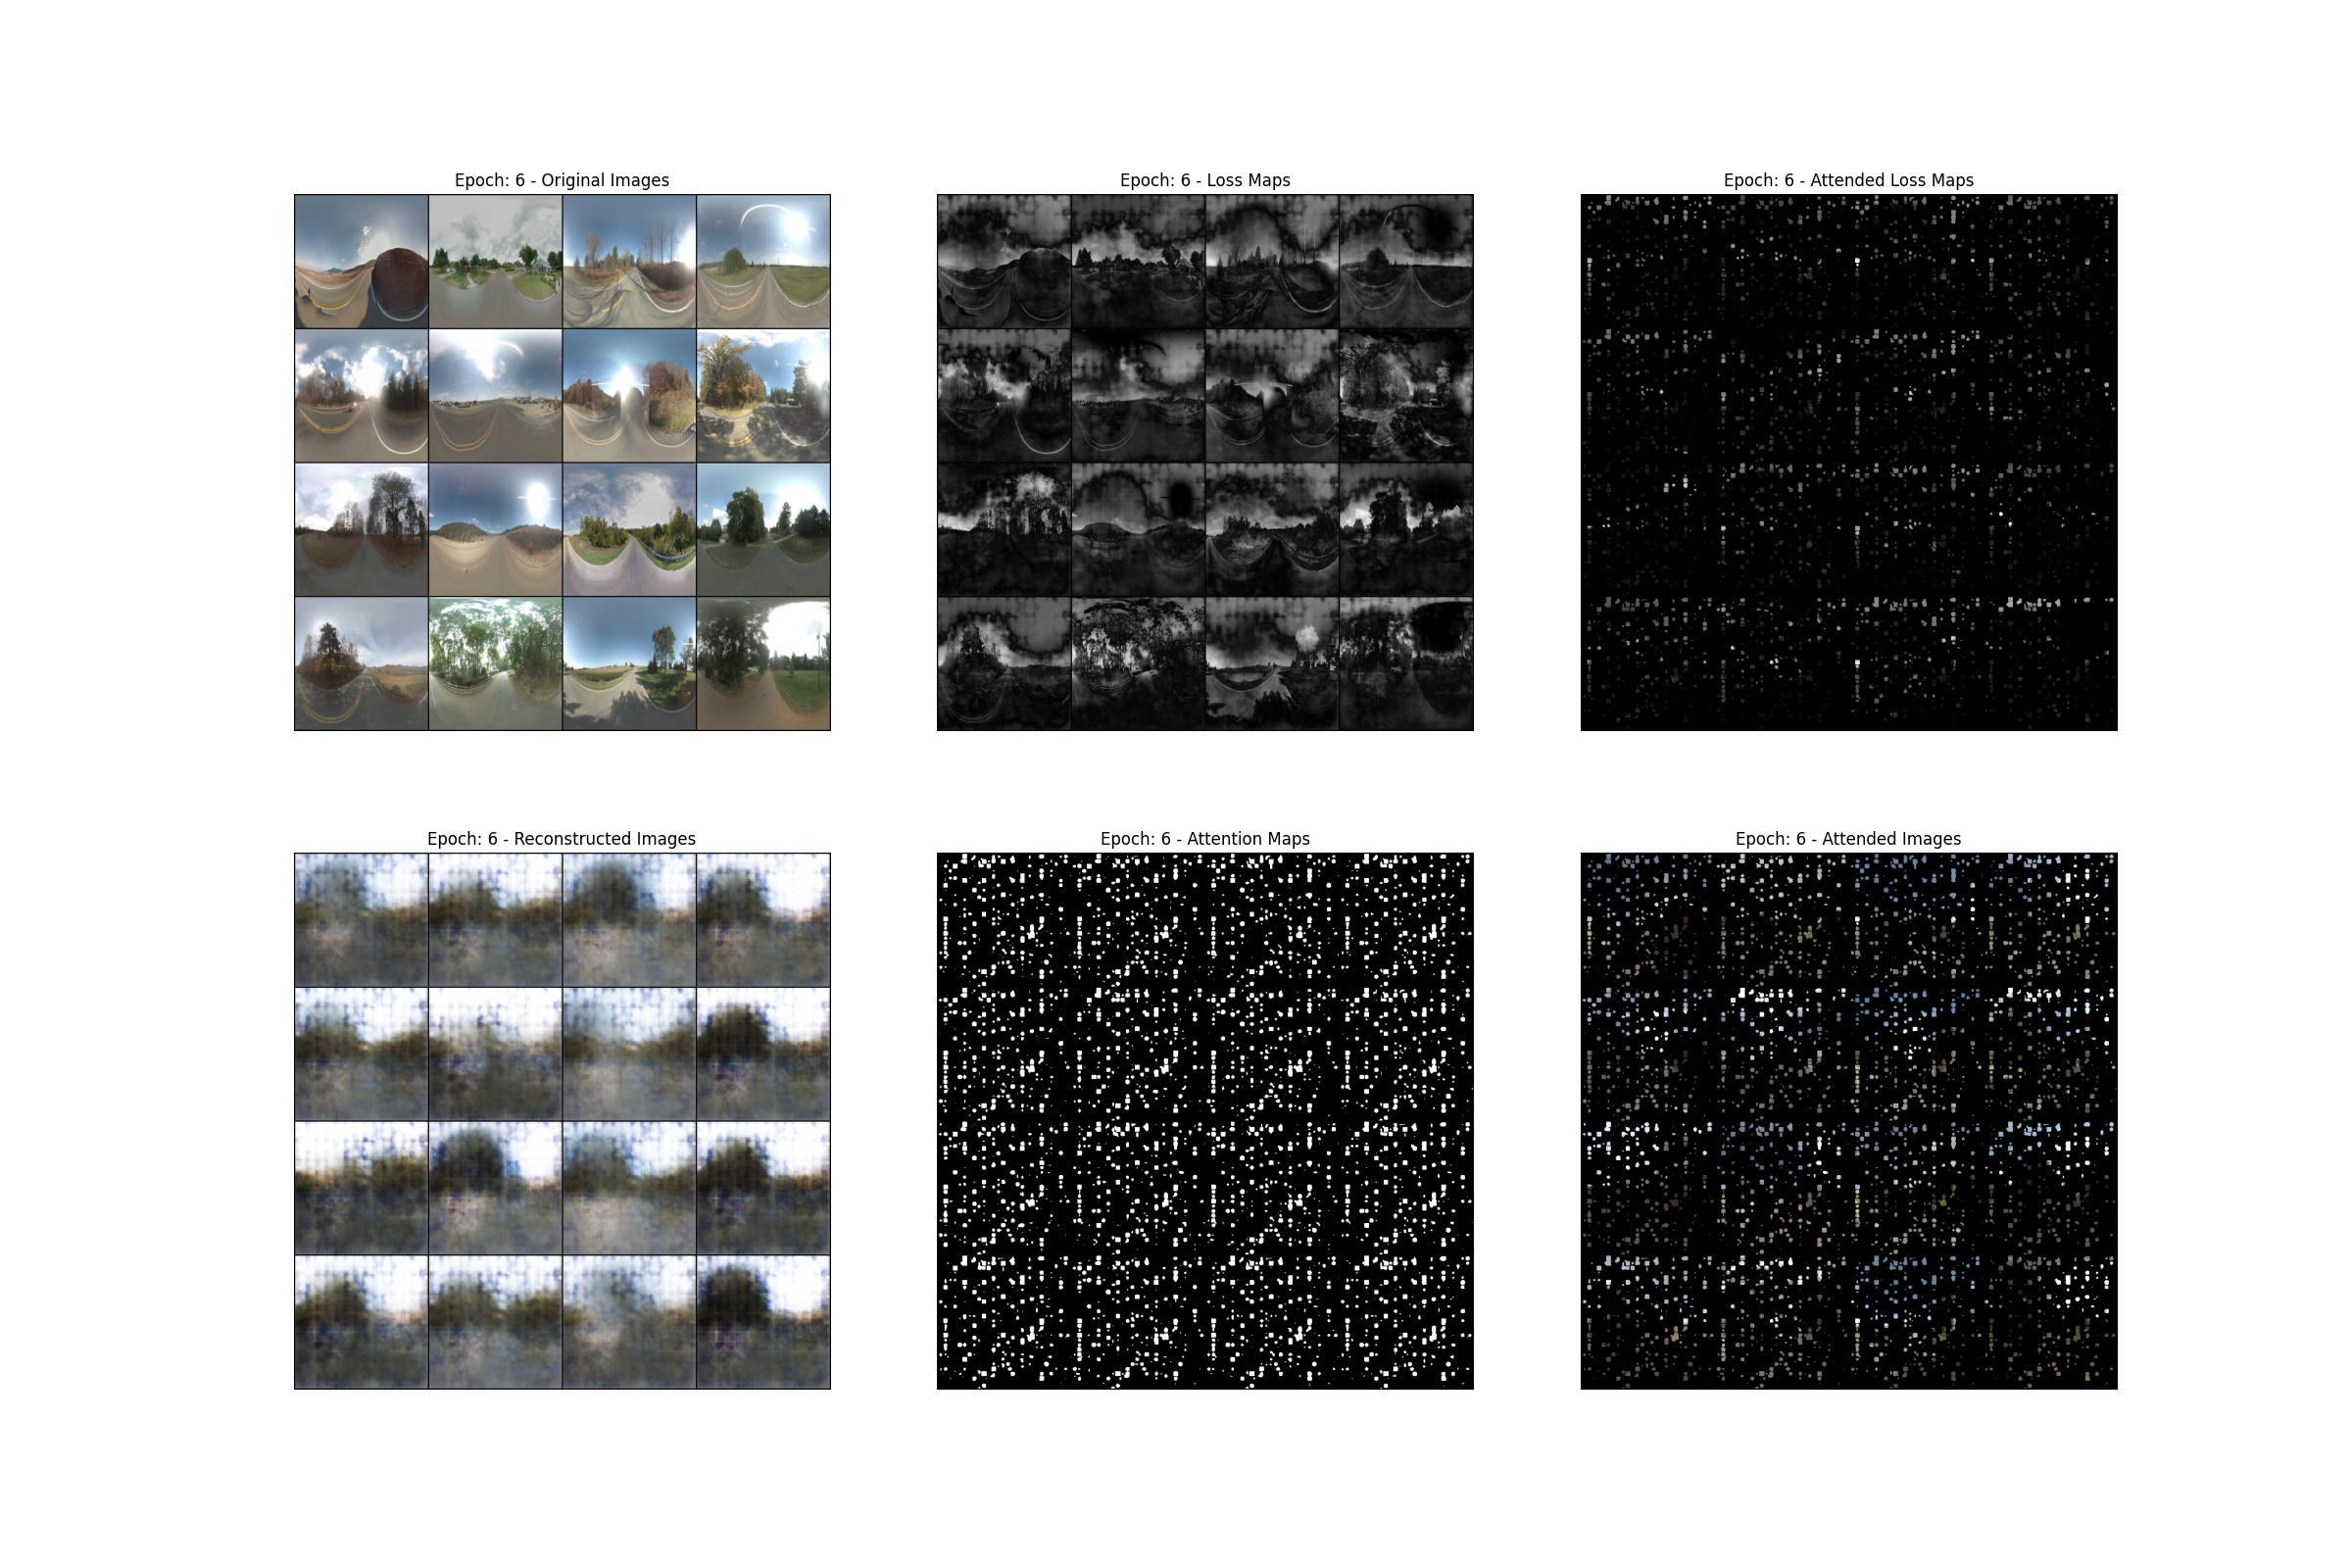 Epoch: 6 - Original Images
Epoch: 6 - Loss Maps
Epoch: 6 - Attended Loss Maps
Epoch: 6 - Reconstructed Images
Epoch: 6 - Attention Maps
Epoch: 6 - Attended Images